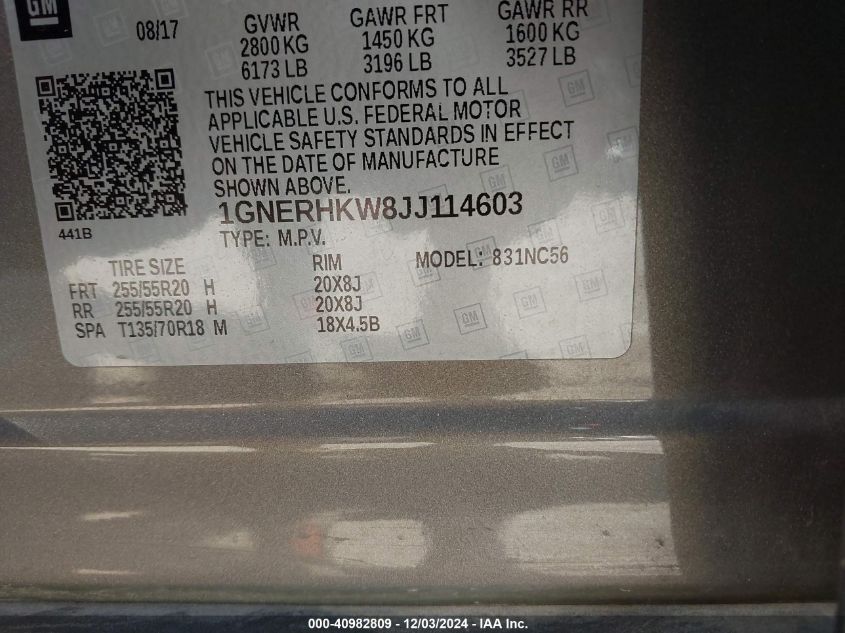 GM
08/17
GVWR GAWR FRT GAWR RR
2800 KG 1450 KG 1600 KG
6173 LB 3196 LB 3527 LB
THIS VEHICLE CONFORMS TO ALL
APPLICABLE U.S. FEDERAL MOTOR
VEHICLE SAFETY STANDARDS IN EFFECT
ON THE DATE OF MANUFACTURE
SHOWN ABOVE.
1GNERHKW8JJ114603
441B
TYPE: M.P.V.
TIRE SIZE RIM MODEL: 831NC56
FRT 255/55R20 H 20X8J
RR 255/55R20 H 20X8J
SPA T135/70R18 M 18X4.5B
000-40982809 - 12/03/2024 - IAA Inc.